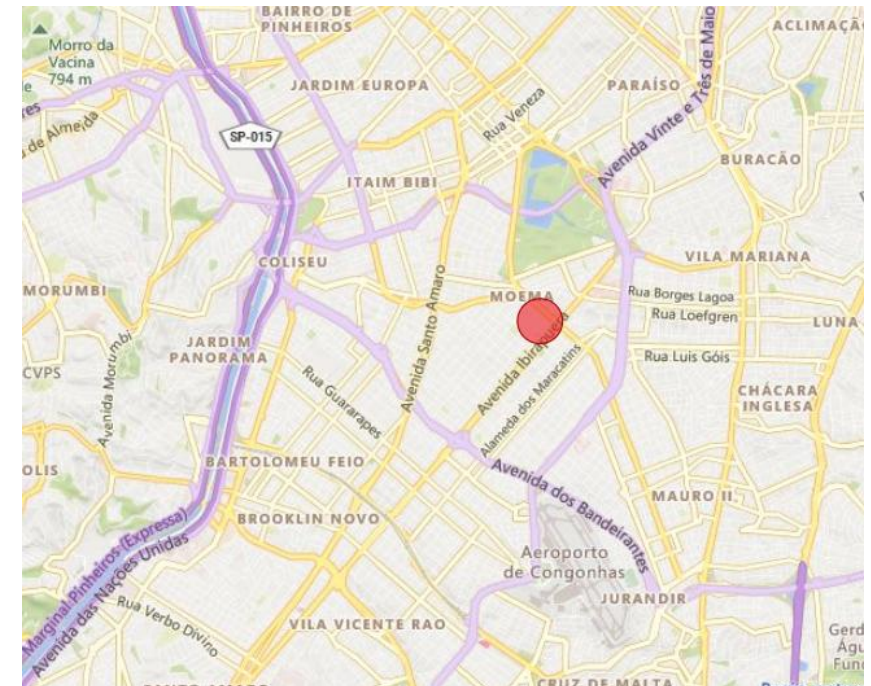 BAIRRO DE
PINHEIROS
ACLIMAÇÃ
Morro da
Vacina
794 m
JARDIM EUROPA
PARAÍSO
Rua Veneza
Avenida Vinte e Três de Maio
de Almeida
SP-015
BURACÃO
ITAIM BIBI
COLISEU
VILA MARIANA
MORUMBI
MOEMA
Rua Borges Lagoa
Rua Loefgren
LUNA
Avenida Santo Amaro
Avenida Ibirapuera
JARDIM
PANORAMA
Rua Luis Góis
Avenida Morumbi
CVPS
Rua Guararapes
Alameda dos Maracatins
CHÁCARA
INGLESA
OLIS
BARTOLOMEU FEIO
Avenida dos Bandeirantes
MAURO II
BROOKLIN NOVO
Marginal Pinheiros (Expressa)
Avenida das Nações Unidas
Aeroporto
de Congonhas
JURANDIR
Rua Verbo Divino
VILA VICENTE RAO
Gerd
Águ
Fun
CRUZ DE MALTA